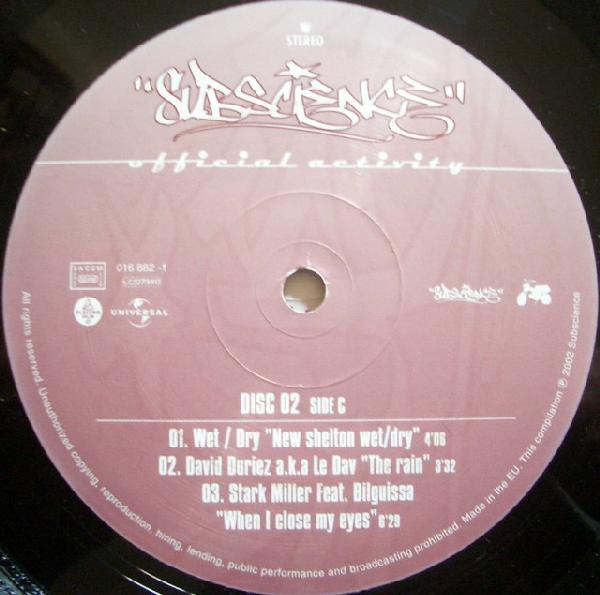 STEREO
"SUBSCIENCE"
official activity
SACEM
016 882 -1
UNIVERSAL
"SUBSCIENCE"
DISC 02 SIDE C
01. Wet / Dry "New shelton wet/dry" 4'06
02. David Duriez a.k.a Le Dav "The rain" 3'32
03. Stark Miller Feat. Bilguissa
"When I close my eyes" 6'29
All rights reserved. Unauthorized copying, reproduction, hiring, lending, public performance and broadcasting prohibited. Made in the EU. This compilation ℗ 2002 Subscience